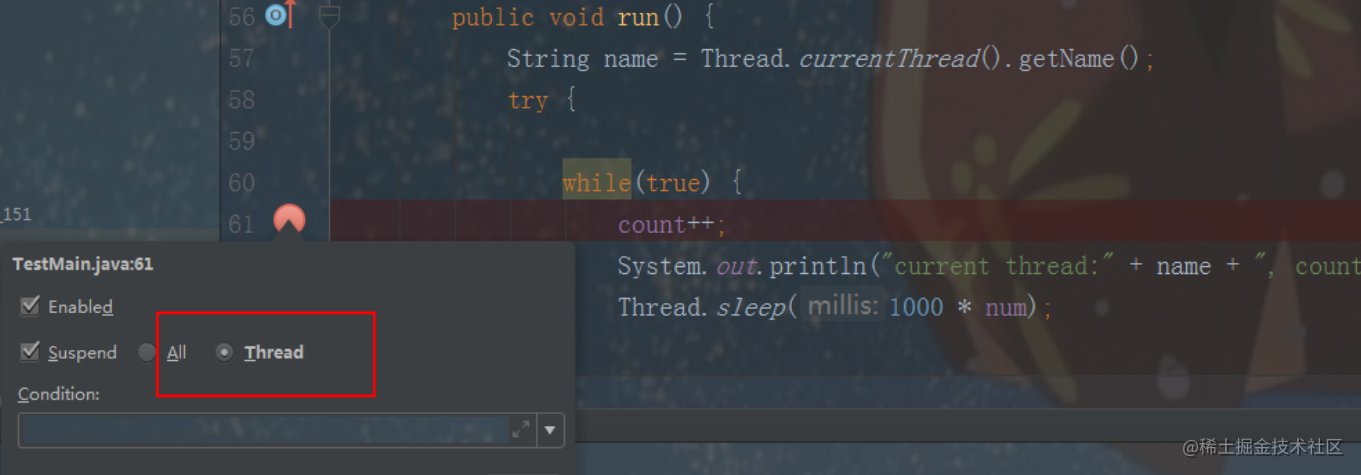 56 public void run() {
57 String name = Thread.currentThread().getName();
58 try {
59
60 while(true) {
_151
61 count++;
TestMain.java:61
System.out.println("current thread:" + name + ", count
Enabled
Thread.sleep( millis: 1000 * num);
Suspend All Thread
Condition:
@稀土掘金技术社区